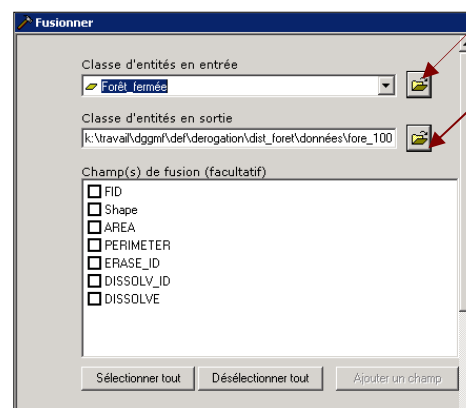 Fusionner
Classe d'entités en entrée
Forêt_fermée
Classe d'entités en sortie
k:\travail\dggmf\def\derogation\dist_foret\données\fore_100
Champ(s) de fusion (facultatif)
FID
Shape
AREA
PERIMETER
ERASE_ID
DISSOLV_ID
DISSOLVE
Sélectionner tout Désélectionner tout Ajouter un champ